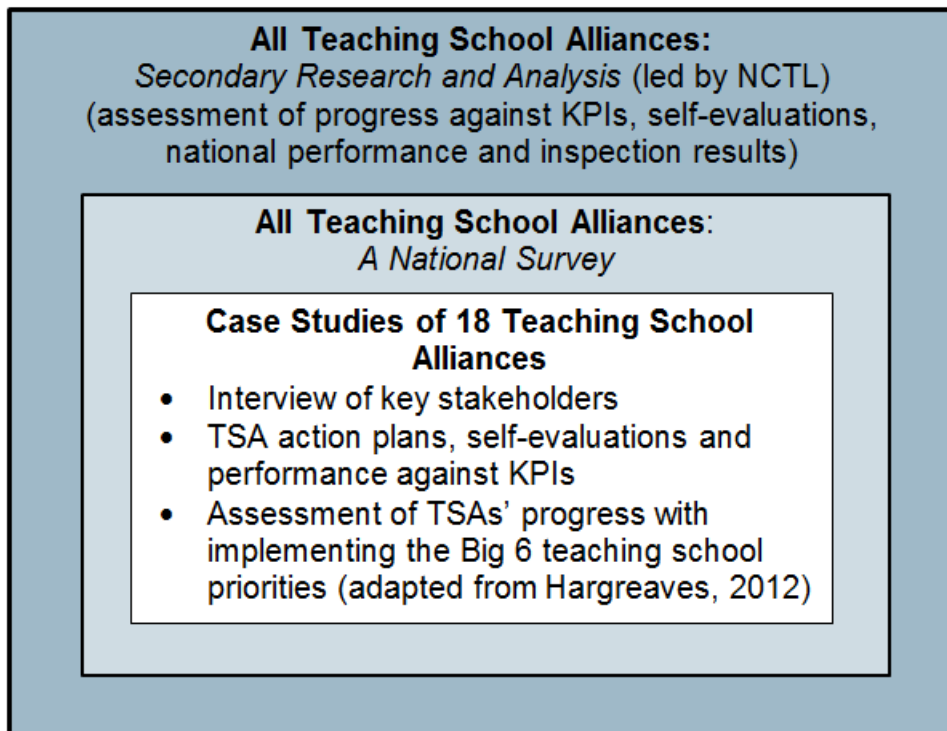 All Teaching School Alliances:
Secondary Research and Analysis (led by NCTL)
(assessment of progress against KPIs, self-evaluations,
national performance and inspection results)
All Teaching School Alliances:
A National Survey
Case Studies of 18 Teaching School
Alliances
• Interview of key stakeholders
• TSA action plans, self-evaluations and
performance against KPIs
• Assessment of TSAs’ progress with
implementing the Big 6 teaching school
priorities (adapted from Hargreaves, 2012)